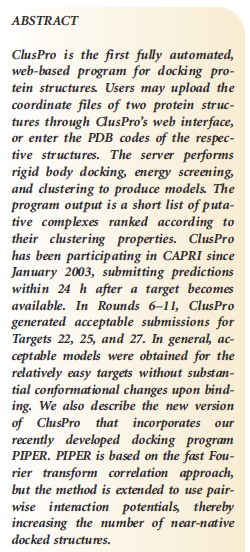 ABSTRACT
ClusPro is the first fully automated,
web-based program for docking pro-
tein structures. Users may upload the
coordinate files of two protein struc-
tures through ClusPro's web interface,
or enter the PDB codes of the respec-
tive structures. The server performs
rigid body docking, energy screening,
and clustering to produce models. The
program output is a short list of puta-
tive complexes ranked according to
their clustering properties. ClusPro
has been participating in CAPRI since
January 2003, submitting predictions
within 24 h after a target becomes
available. In Rounds 6–11, ClusPro
generated acceptable submissions for
Targets 22, 25, and 27. In general, ac-
ceptable models were obtained for the
relatively easy targets without substan-
tial conformational changes upon bind-
ing. We also describe the new version
of ClusPro that incorporates our
recently developed docking program
PIPER. PIPER is based on the fast Fou-
rier transform correlation approach,
but the method is extended to use pair-
wise interaction potentials, thereby
increasing the number of near-native
docked structures.